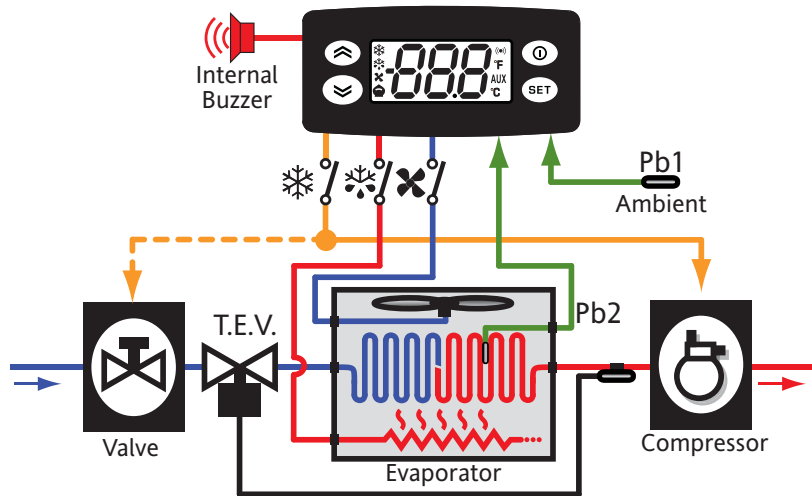 Internal
Buzzer
-88.8
°F
AUX
°C
SET
Pb1
Ambient
T.E.V.
Pb2
Valve
Evaporator
Compressor